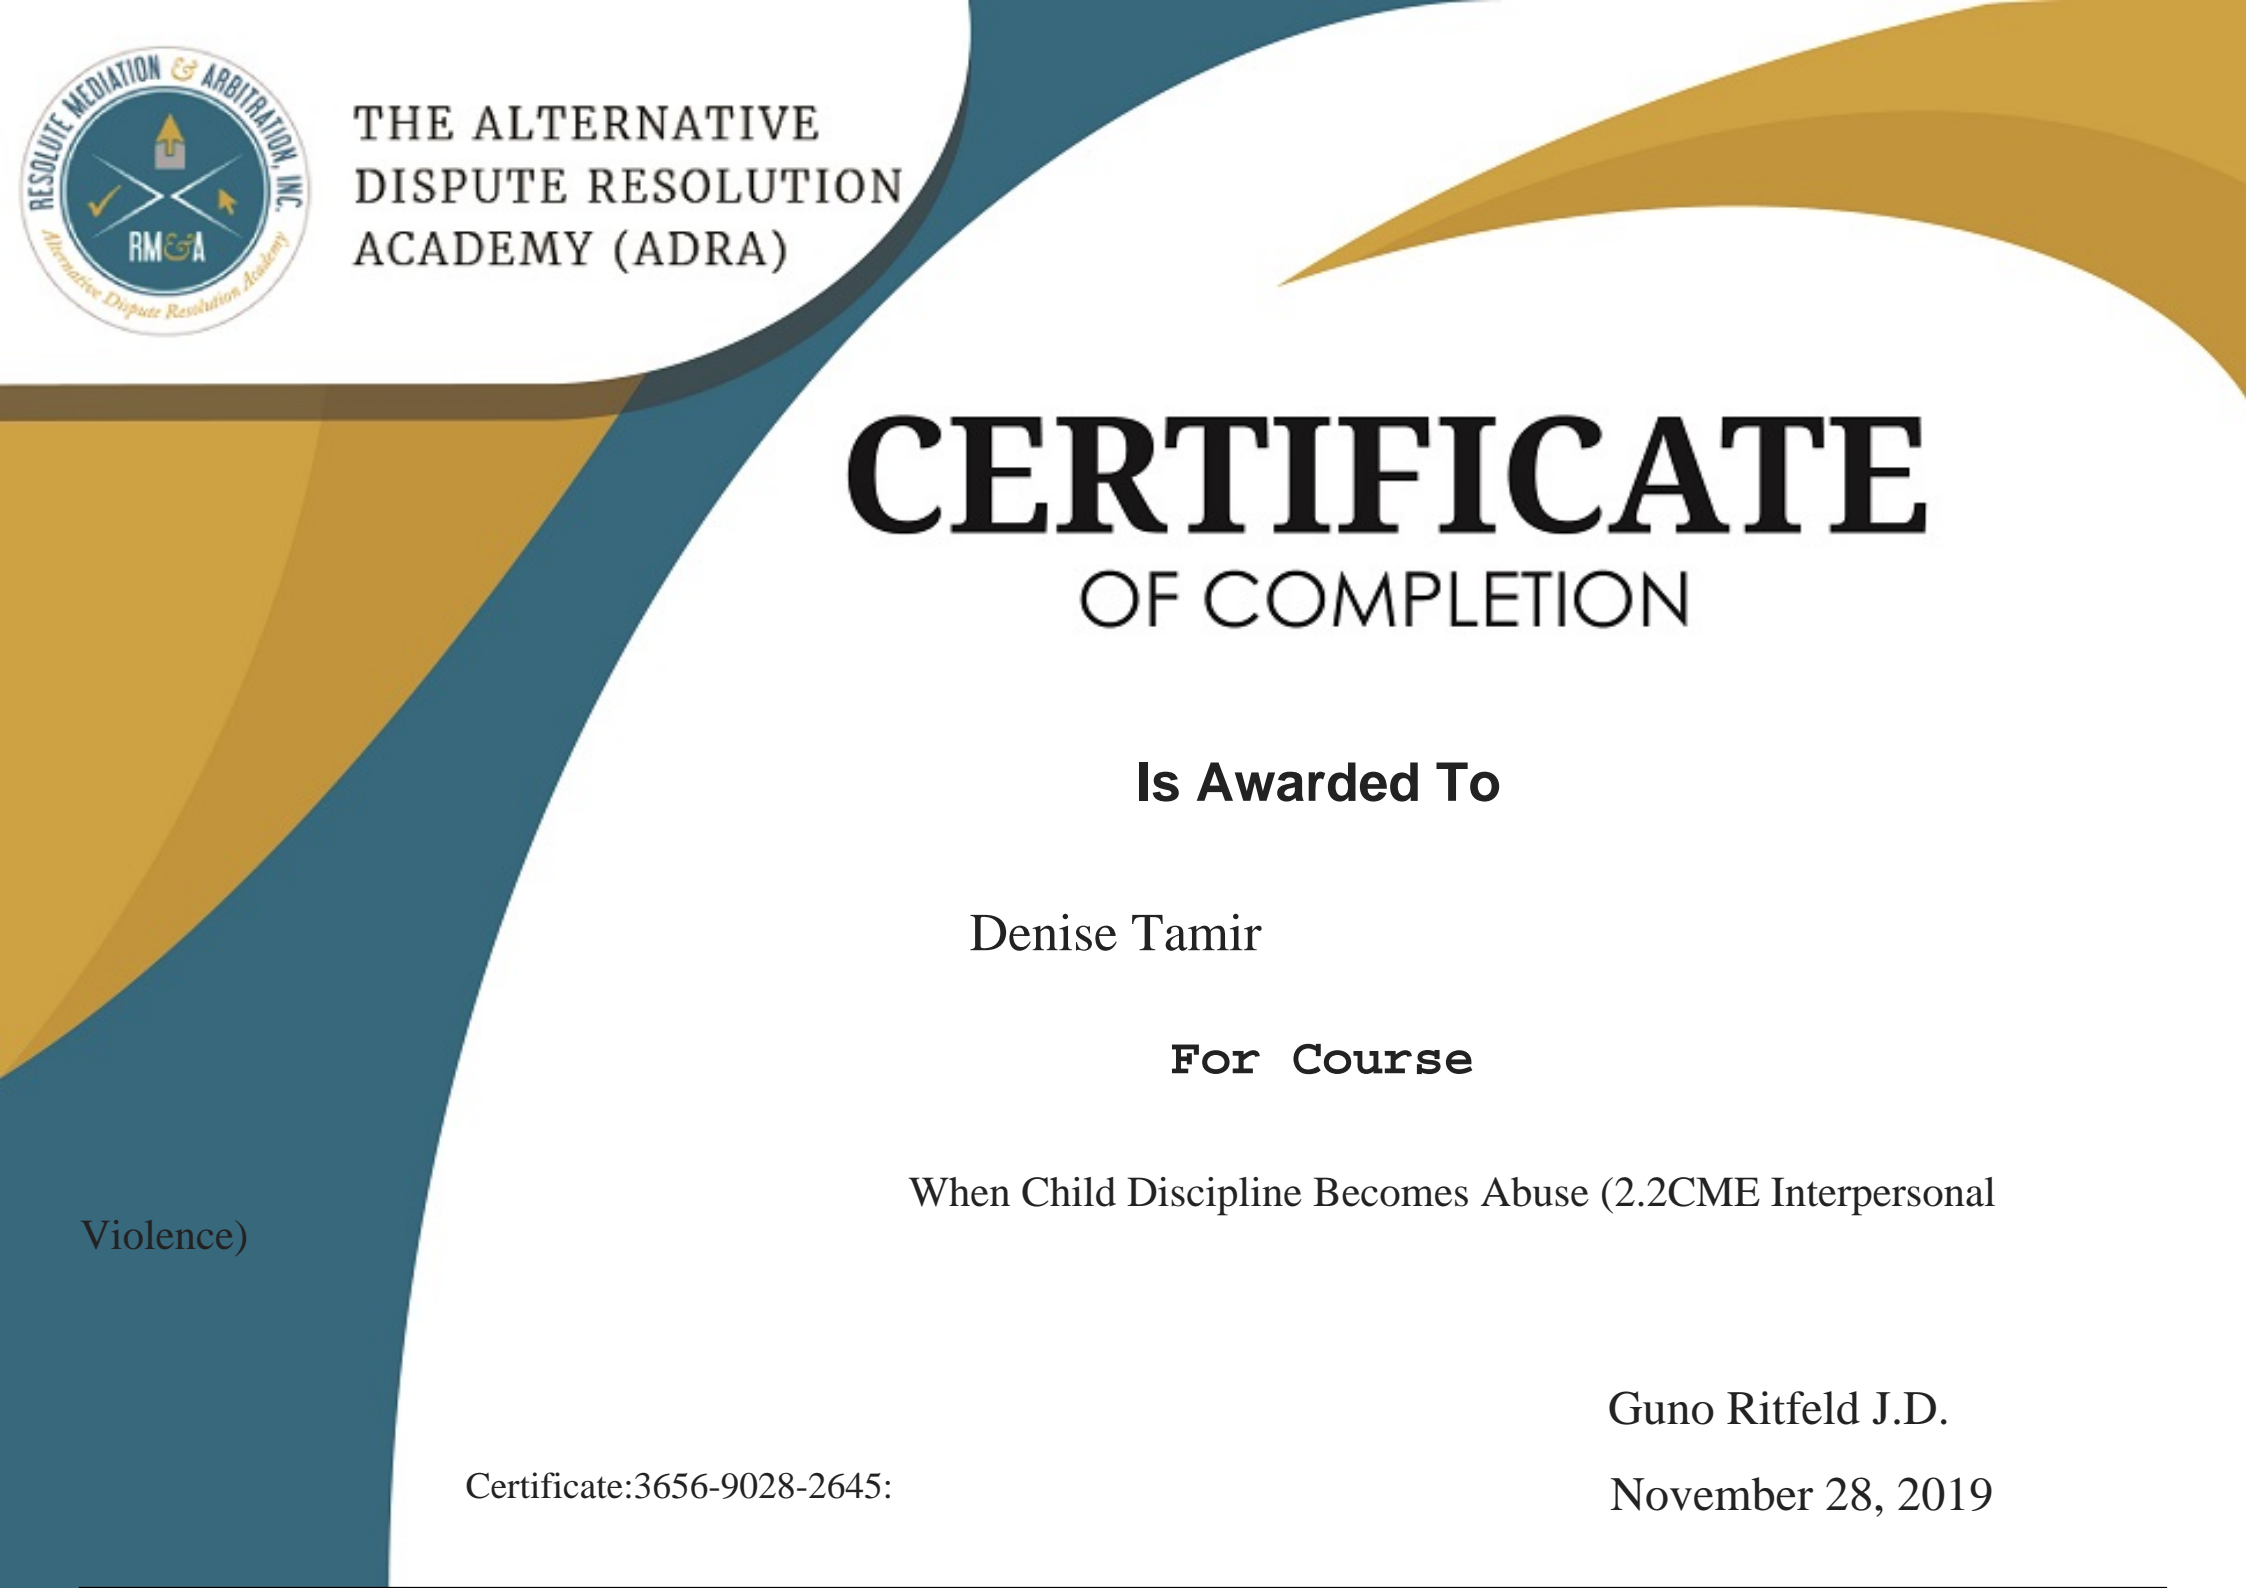 RESOLUTE MEDIATION & ARBITRATION, INC.
RM&A
Alternative Dispute Resolution Academy
THE ALTERNATIVE
DISPUTE RESOLUTION
ACADEMY (ADRA)
CERTIFICATE
OF COMPLETION
Is Awarded To
Denise Tamir
For Course
When Child Discipline Becomes Abuse (2.2CME Interpersonal
Violence)
Guno Ritfeld J.D.
Certificate:3656-9028-2645:
November 28, 2019